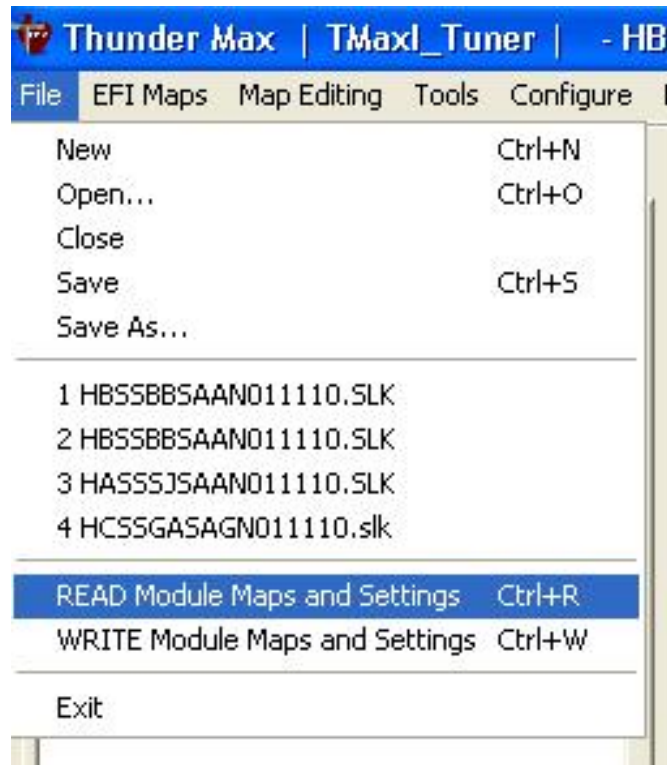 Thunder Max | TMaxI_Tuner | - HB
File EFI Maps Map Editing Tools Configure
New Ctrl+N
Open... Ctrl+O
Close
Save Ctrl+S
Save As...
1 HBSSBBSAAN011110.SLK
2 HBSSBBSAAN011110.SLK
3 HASSSJSAAN011110.SLK
4 HCSSGASAGN011110.slk
READ Module Maps and Settings Ctrl+R
WRITE Module Maps and Settings Ctrl+W
Exit